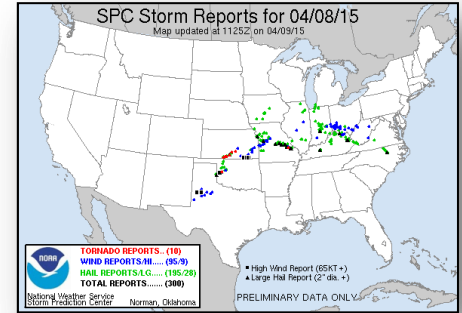 SPC Storm Reports for 04/08/15
Map updated at 1125Z on 04/09/15
NOAA
TORNADO REPORTS.. (10)
WIND REPORTS/HI..... (95/9)
HAIL REPORTS/LG..... (195/28)
TOTAL REPORTS....... (300)
National Weather Service
Storm Prediction Center Norman, Oklahoma
■ High Wind Report (65KT +)
▲ Large Hail Report (2" dia. +)
PRELIMINARY DATA ONLY